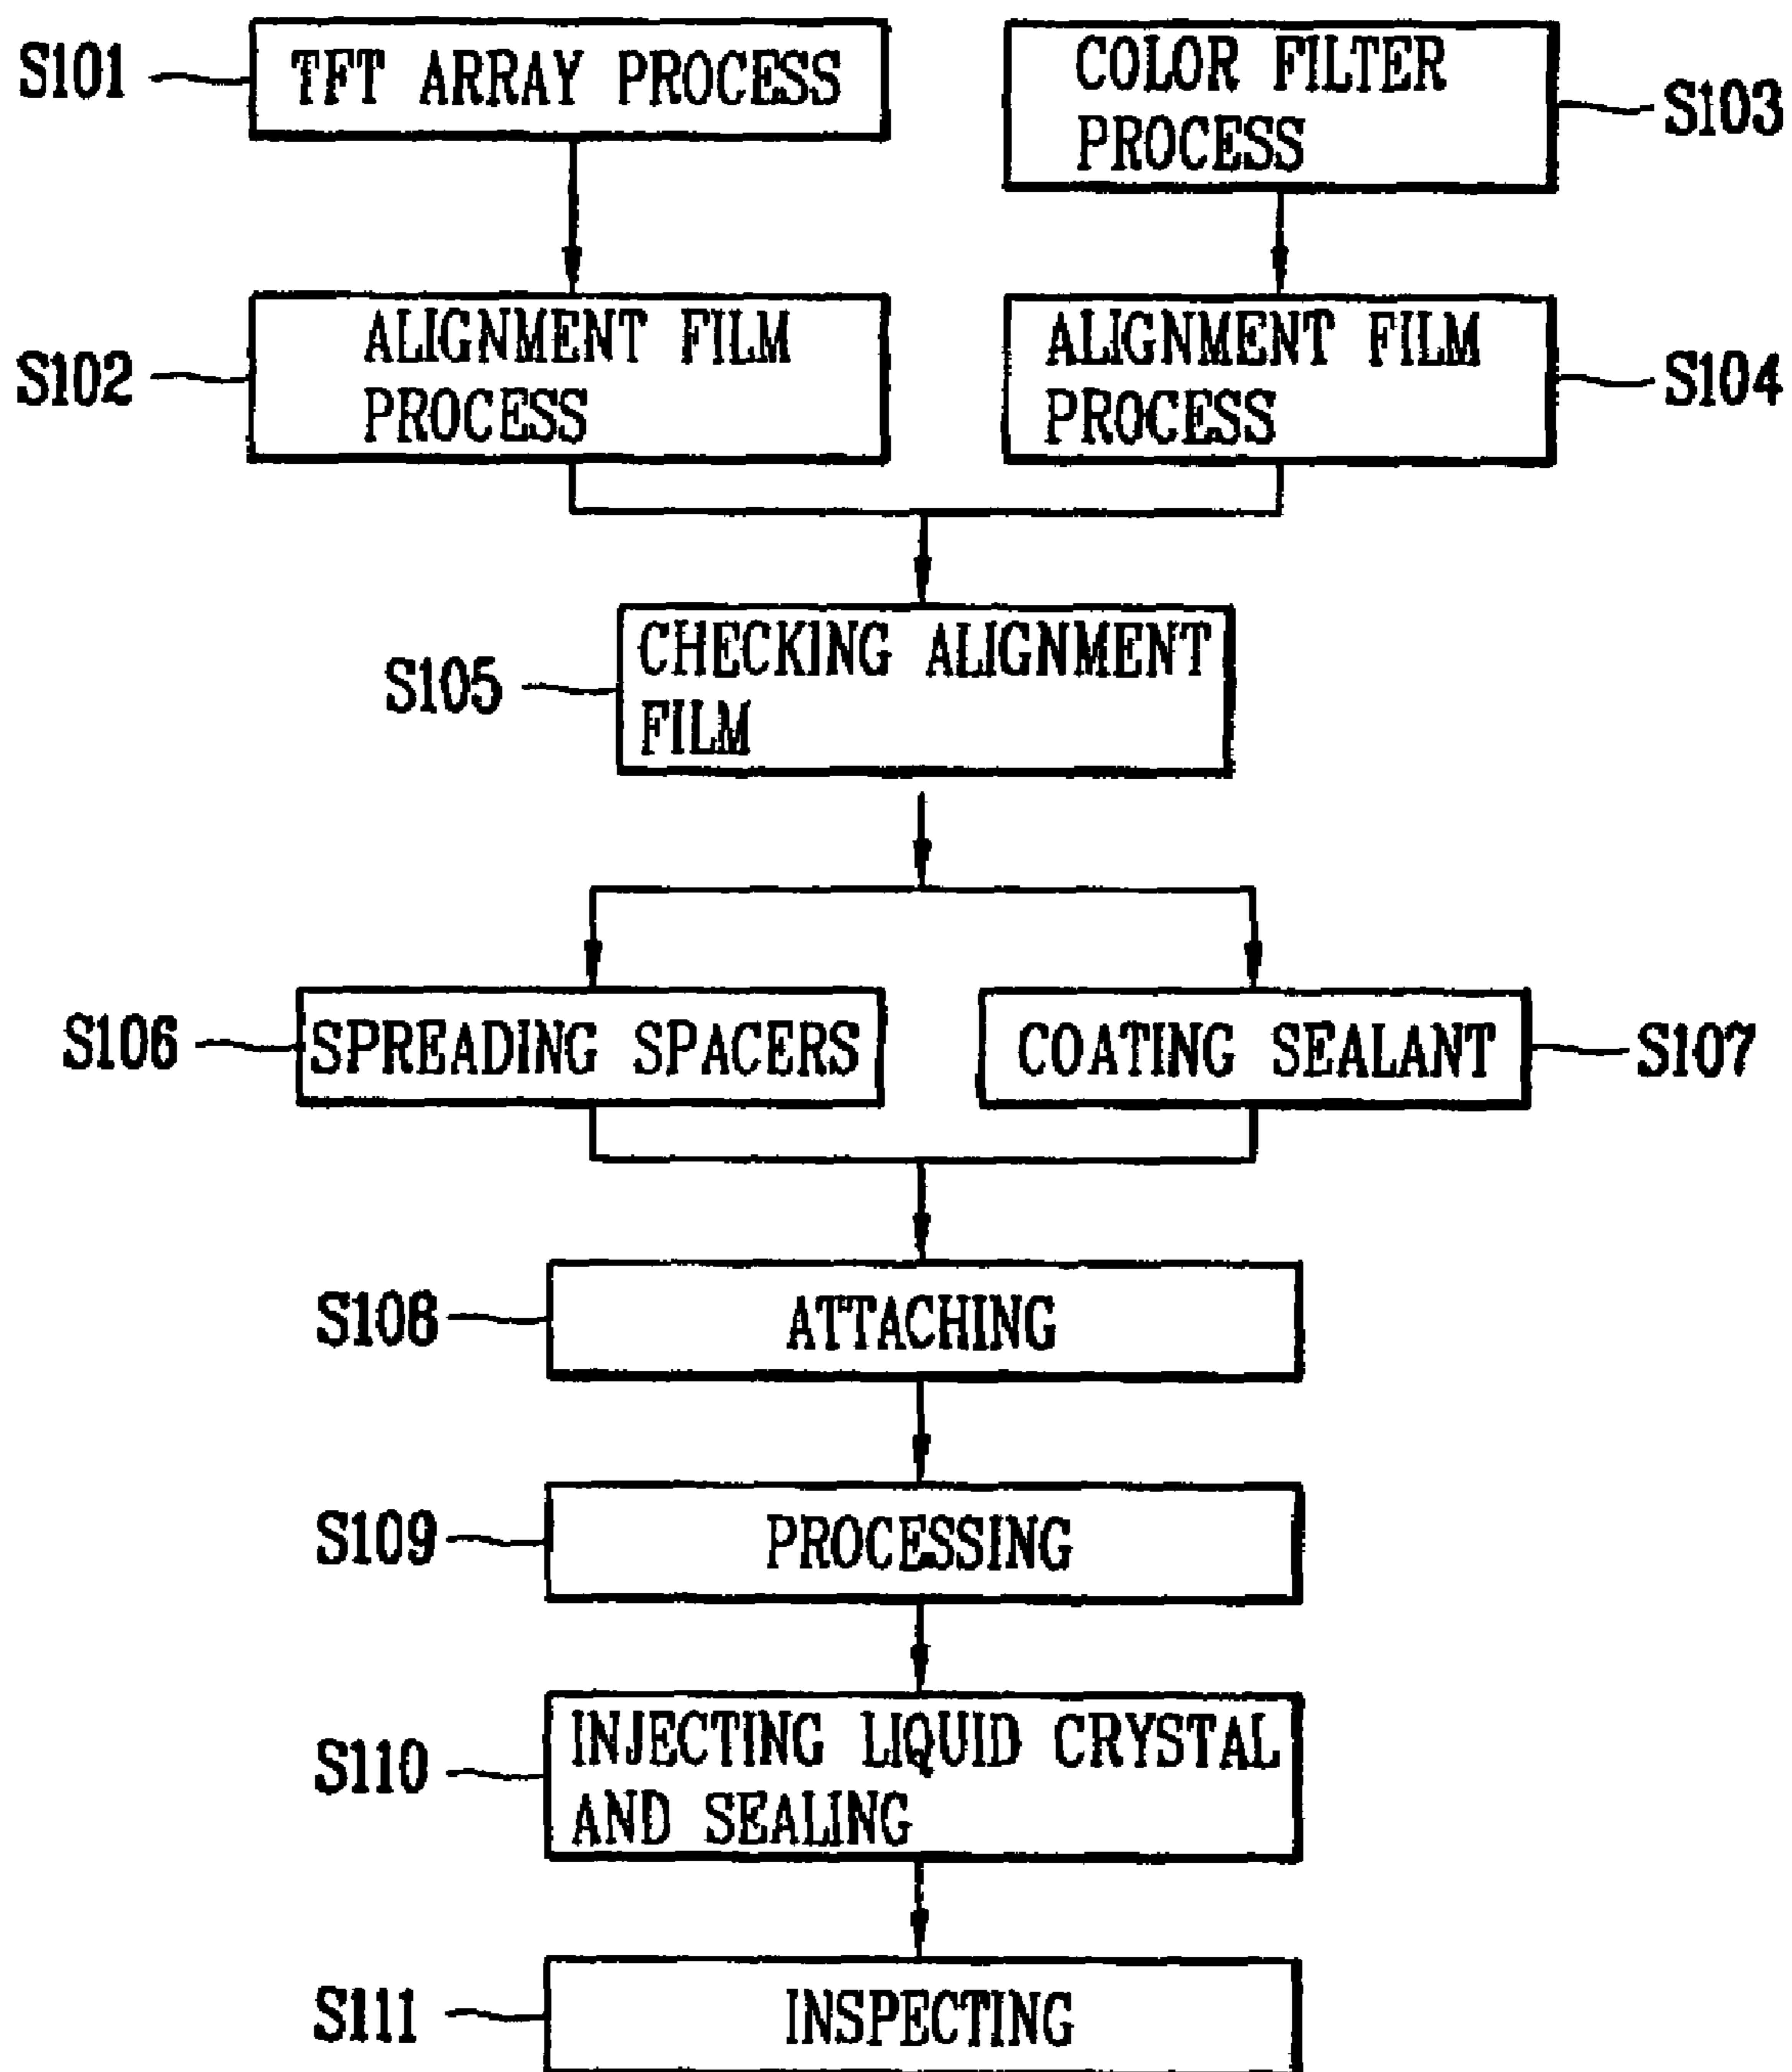 S101
TFT ARRAY PROCESS
COLOR FILTER
PROCESS
S103
S102
ALIGNMENT FILM
PROCESS
ALIGNMENT FILM
PROCESS
S104
S105
CHECKING ALIGNMENT
FILM
S106
SPREADING SPACERS
COATING SEALANT
S107
S108
ATTACHING
S109
PROCESSING
S110
INJECTING LIQUID CRYSTAL
AND SEALING
S111
INSPECTING